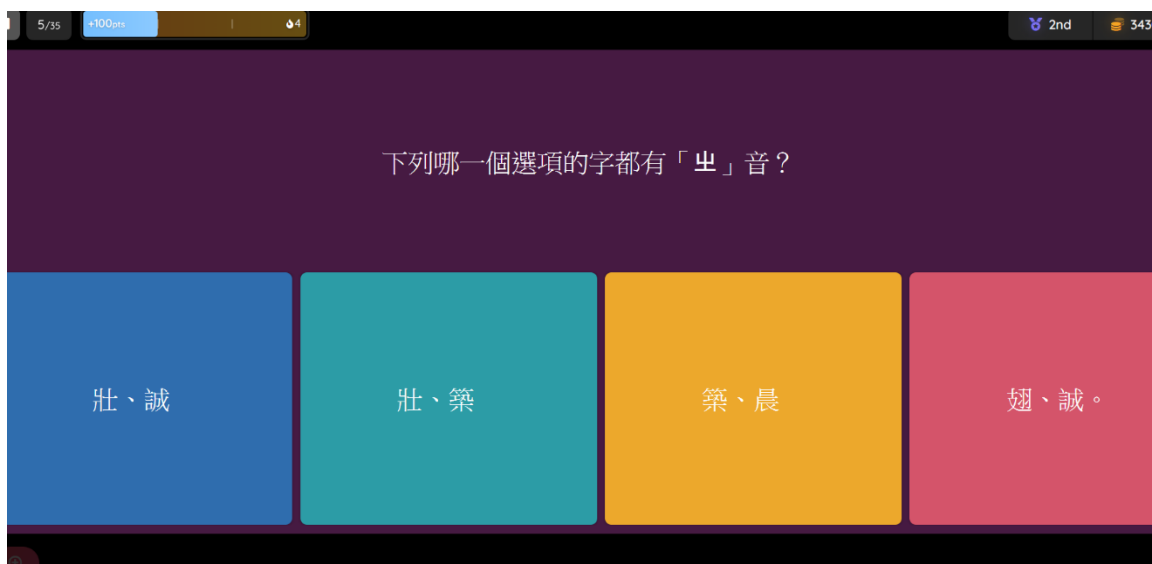 5/35 +100pts 4 2nd 343
下列哪一個選項的字都有「ㄓ」音？
壯、誠
壯、築
築、晨
翅、誠。